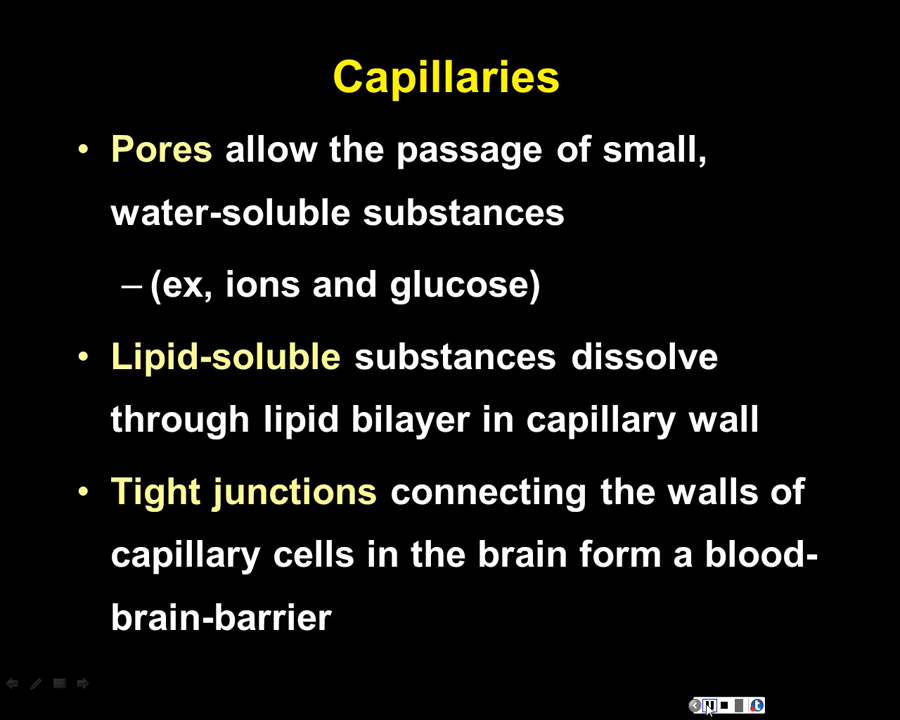 Capillaries
• Pores allow the passage of small,
water-soluble substances
– (ex, ions and glucose)
• Lipid-soluble substances dissolve
through lipid bilayer in capillary wall
• Tight junctions connecting the walls of
capillary cells in the brain form a blood-
brain-barrier